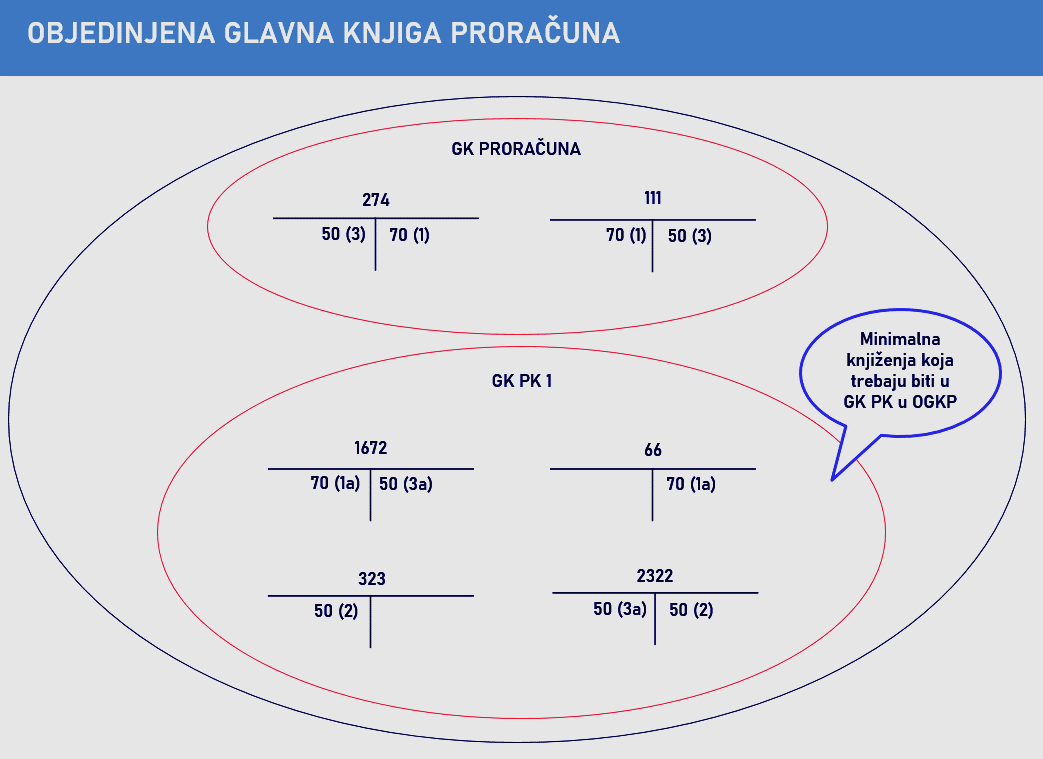 OBJEDINJENA GLAVNA KNJIGA PRORAČUNA
GK PRORAČUNA
274
50 (3) 70 (1)
111
70 (1) 50 (3)
Minimalna
knjiženja koja
trebaju biti u
GK PK u OGKP
GK PK 1
1672
70 (1a) 50 (3a)
66
70 (1a)
323
50 (2)
2322
50 (3a) 50 (2)